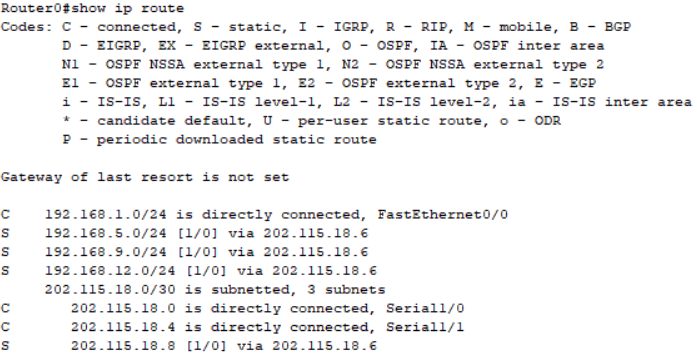 Router0#show ip route
Codes: C - connected, S - static, I - IGRP, R - RIP, M - mobile, B - BGP
D - EIGRP, EX - EIGRP external, O - OSPF, IA - OSPF inter area
N1 - OSPF NSSA external type 1, N2 - OSPF NSSA external type 2
E1 - OSPF external type 1, E2 - OSPF external type 2, E - EGP
i - IS-IS, L1 - IS-IS level-1, L2 - IS-IS level-2, ia - IS-IS inter area
* - candidate default, U - per-user static route, o - ODR
P - periodic downloaded static route
Gateway of last resort is not set
C 192.168.1.0/24 is directly connected, FastEthernet0/0
S 192.168.5.0/24 [1/0] via 202.115.18.6
S 192.168.9.0/24 [1/0] via 202.115.18.6
S 192.168.12.0/24 [1/0] via 202.115.18.6
202.115.18.0/30 is subnetted, 3 subnets
C 202.115.18.0 is directly connected, Serial1/0
C 202.115.18.4 is directly connected, Serial1/1
S 202.115.18.8 [1/0] via 202.115.18.6